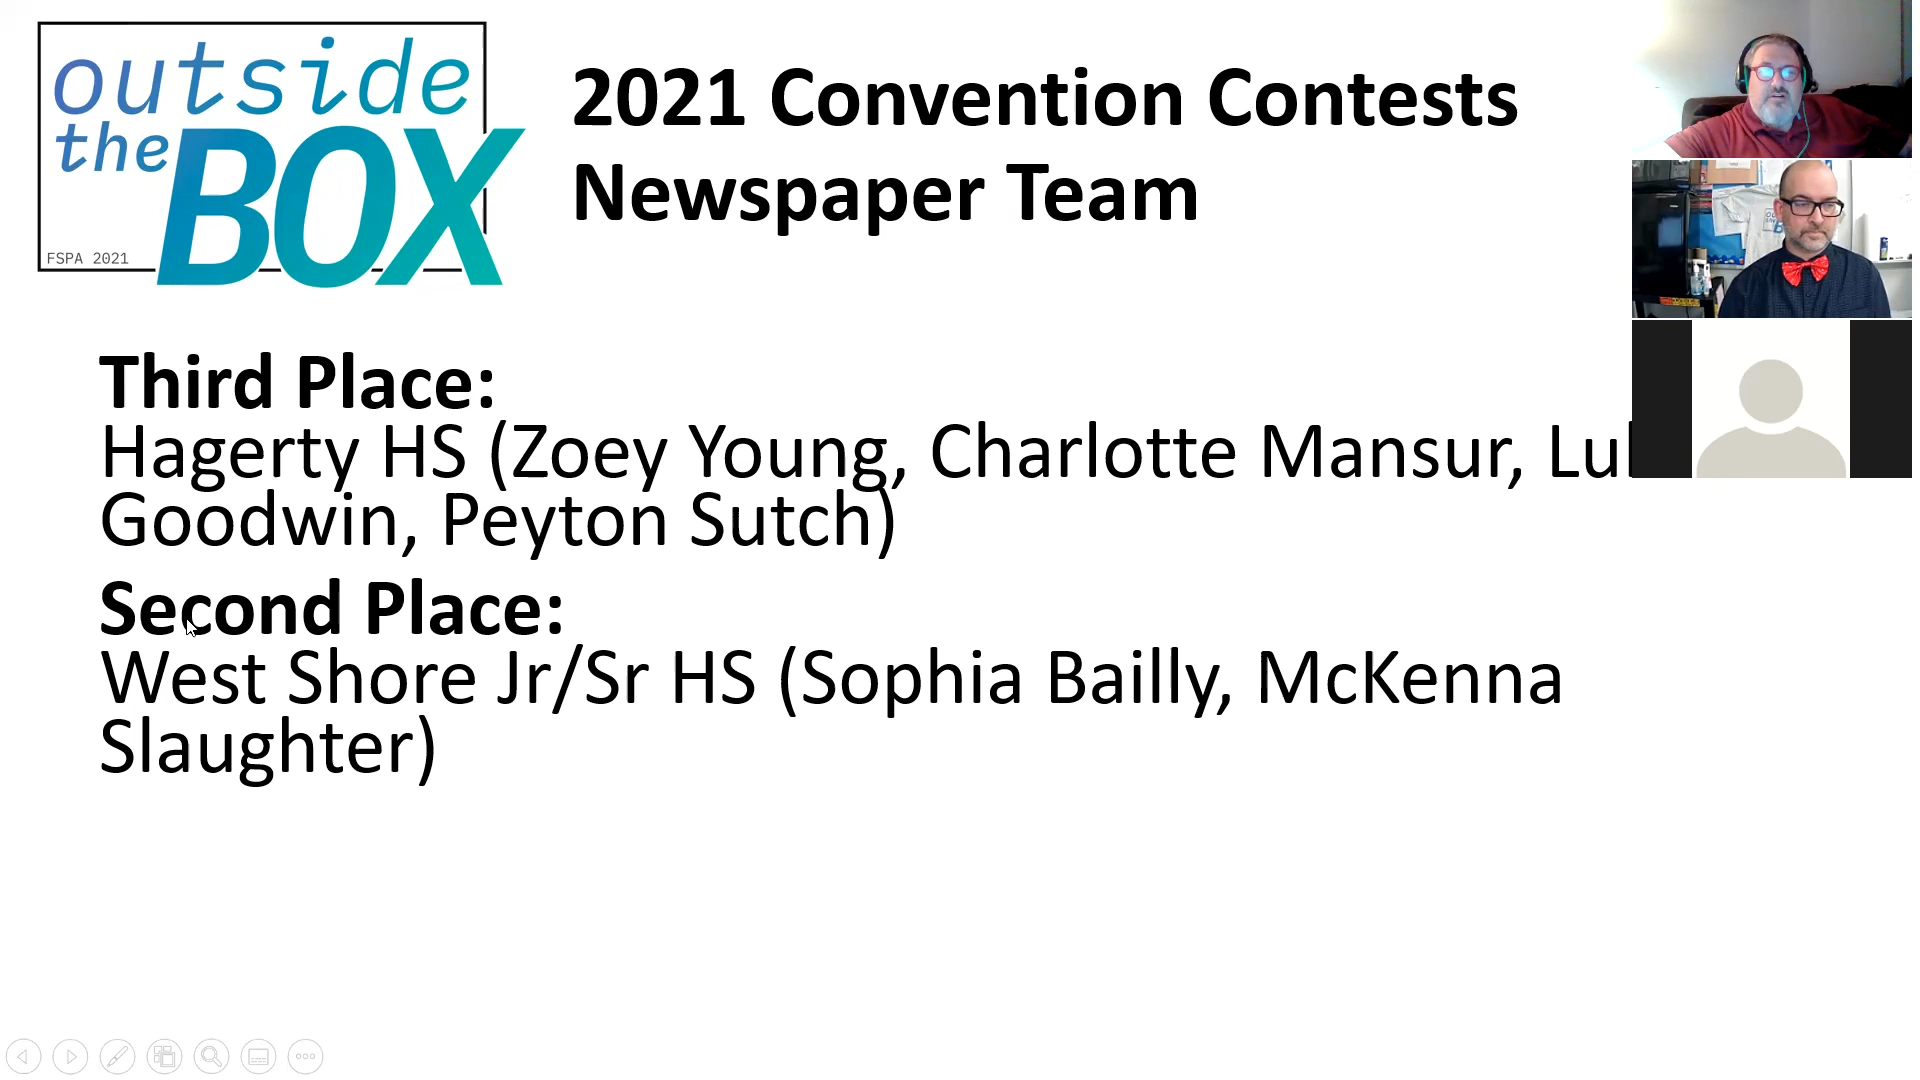 outside
the BOX
FSPA 2021
2021 Convention Contests
Newspaper Team
Third Place:
Hagerty HS (Zoey Young, Charlotte Mansur,
Goodwin, Peyton Sutch)
Second Place:
West Shore Jr/Sr HS (Sophia Bailly, McKenna
Slaughter)